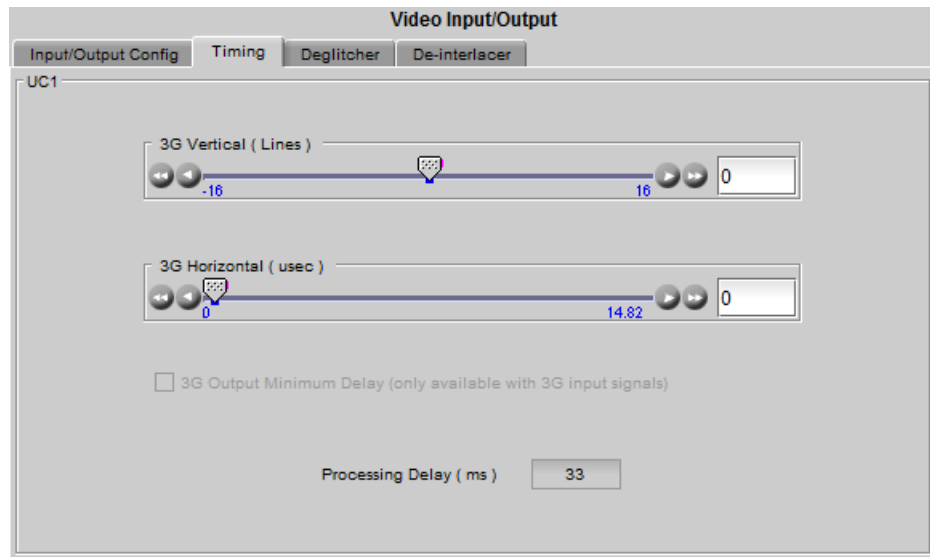 Video Input/Output
Input/Output Config Timing Deglitcher De-interlacer
UC1
3G Vertical ( Lines )
0
-16 16
3G Horizontal ( usec )
0
0 14.82
3G Output Minimum Delay (only available with 3G input signals)
Processing Delay ( ms ) 33